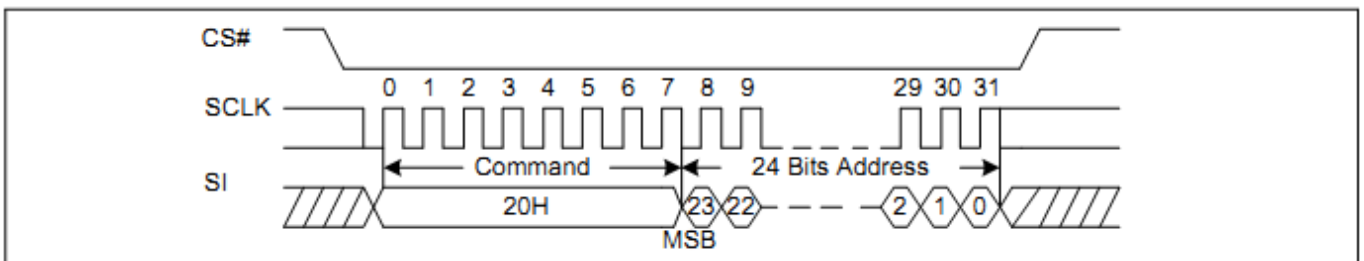 CS#
0 1 2 3 4 5 6 7 8 9 29 30 31
SCLK
Command 24 Bits Address
SI
20H 23 22 2 1 0
MSB